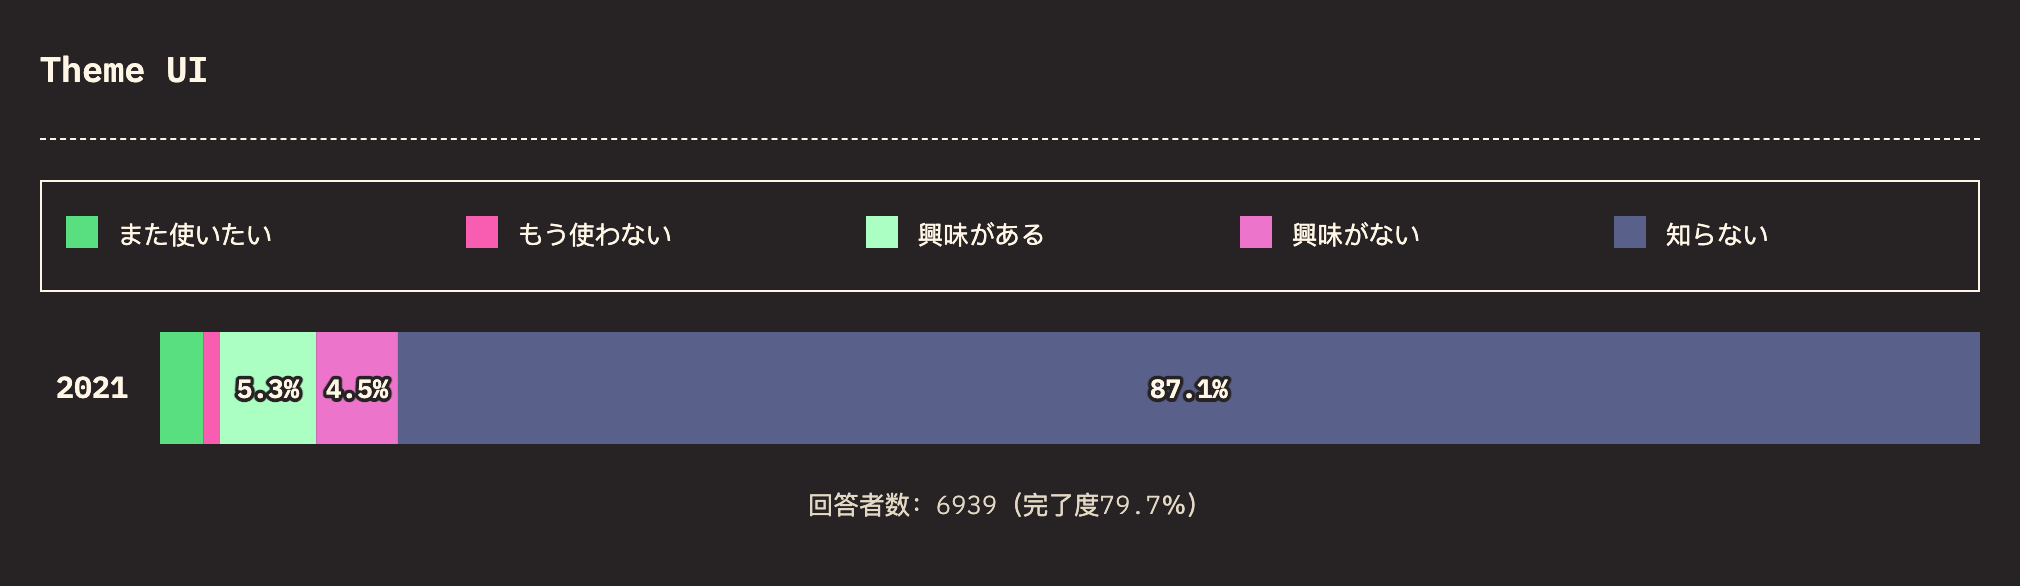 Theme UI
また使いたい
もう使わない
興味がある
興味がない
知らない
2021 5.3% 4.5% 87.1%
回答者数: 6939 (完了度79.7%)